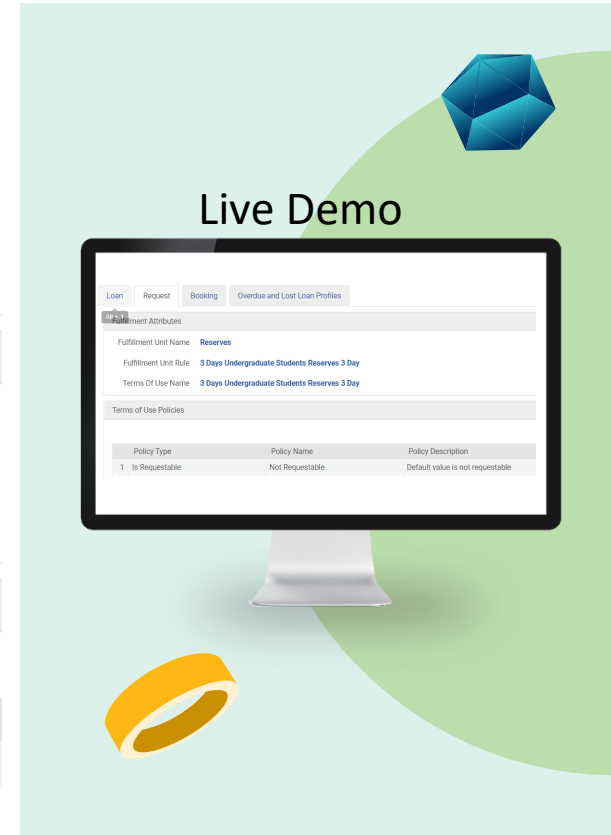 Live Demo
Loan Request Booking Overdue and Lost Loan Profiles
Fulfillment Attributes
Fulfillment Unit Name Reserves
Fulfillment Unit Rule 3 Days Undergraduate Students Reserves 3 Day
Terms Of Use Name 3 Days Undergraduate Students Reserves 3 Day
Terms of Use Policies
Policy Type Policy Name Policy Description
1 Is Requestable Not Requestable Default value is not requestable